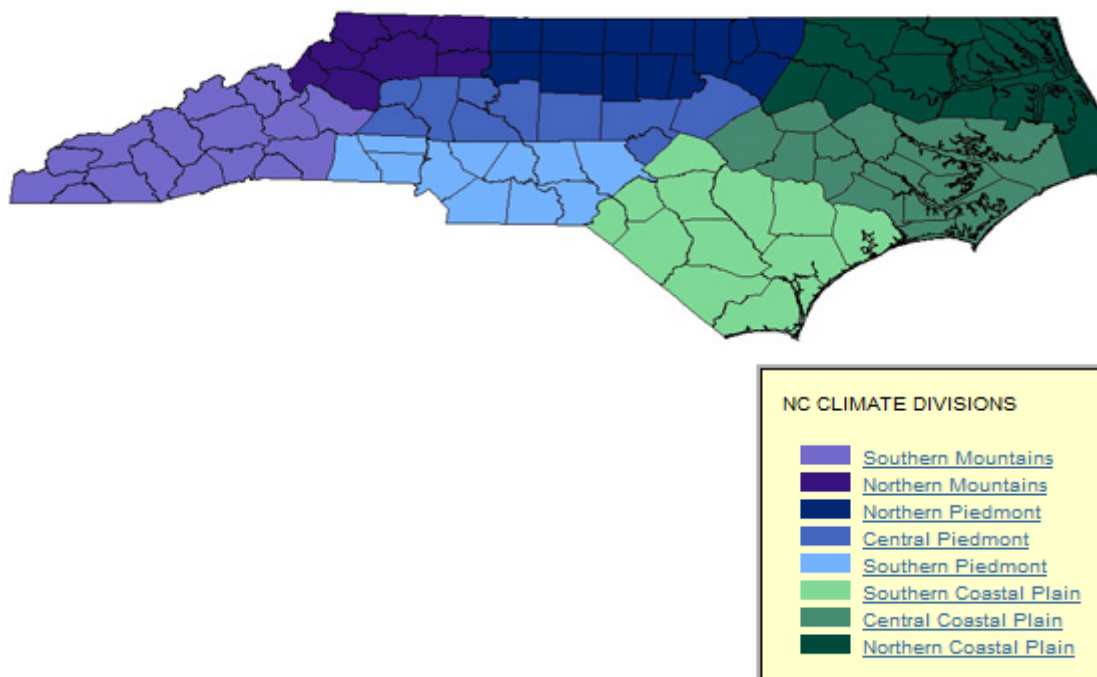 NC CLIMATE DIVISIONS
Southern Mountains
Northern Mountains
Northern Piedmont
Central Piedmont
Southern Piedmont
Southern Coastal Plain
Central Coastal Plain
Northern Coastal Plain